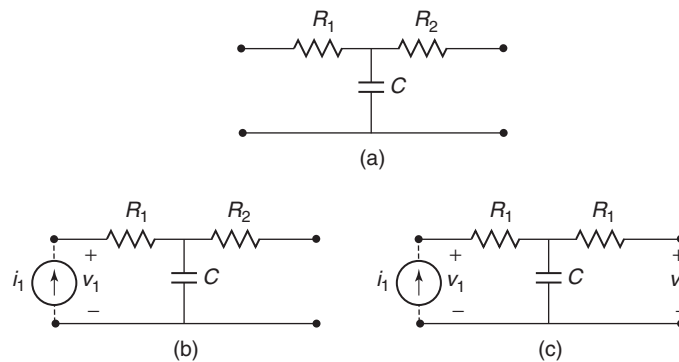 R1 R2
C
(a)
R1 R2
i1 + v1 − C
(b)
R1 R1
i1 + v1 − C + v −
(c)